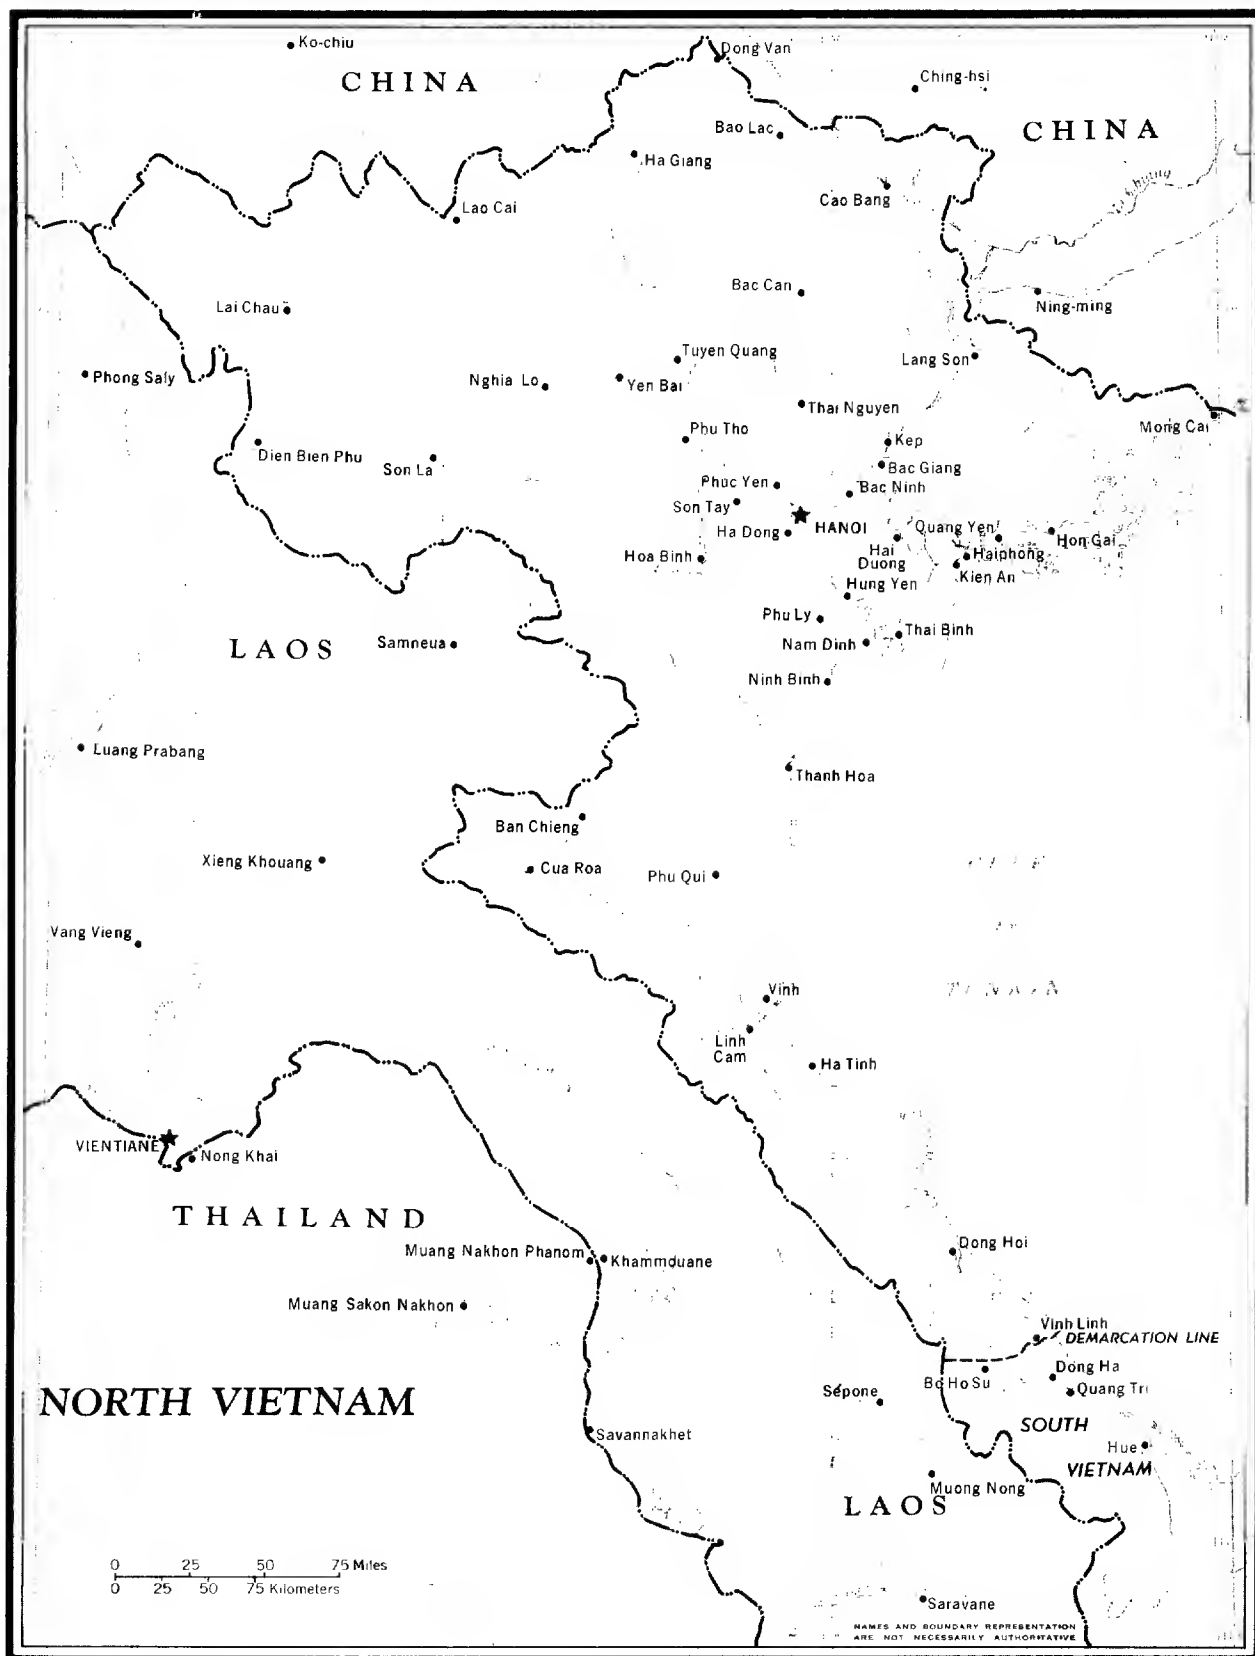 Ko-chiu
Dong Van
CHINA
Ching-hsi
Bao Lac
CHINA
Ha Giang
Cao Bang
Lao Cai
Bac Can
Lai Chau
Ning-ming
Tuyen Quang
Lang Son
Phong Saly
Nghia Lo
Yen Bai
Thai Nguyen
Mong Cai
Phu Tho
Kep
Dien Bien Phu
Son La
Bac Giang
Phuc Yen
Bac Ninh
Son Tay
Ha Dong
HANOI
Quang Yen
Hon Gai
Hoa Binh
Hai
Duong
Haiphong
Kien An
Hung Yen
Phu Ly
Thai Binh
LAOS
Samneua
Nam Dinh
Ninh Binh
Luang Prabang
Thanh Hoa
Ban Chieng
Xieng Khouang
Cua Roa
Phu Qui
Vang Vieng
Vinh
Linh
Cam
Ha Tinh
VIENTIANE
Nong Khai
THAILAND
Dong Hoi
Muang Nakhon Phanom
Khammouane
Muang Sakon Nakhon
Vinh Linh
DEMARCATION LINE
Dong Ha
Bo Ho Su
Sépone
Quang Tri
NORTH VIETNAM
SOUTH
VIETNAM
Savannakhet
Hue
Muong Nong
LAOS
0 25 50 75 Miles
0 25 50 75 Kilometers
Saravane
NAMES AND BOUNDARY REPRESENTATION
ARE NOT NECESSARILY AUTHORITATIVE